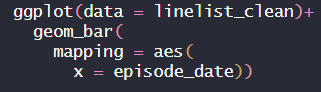 ggplot(data = linelist_clean)+
  geom_bar(
    mapping = aes(
      x = episode_date))